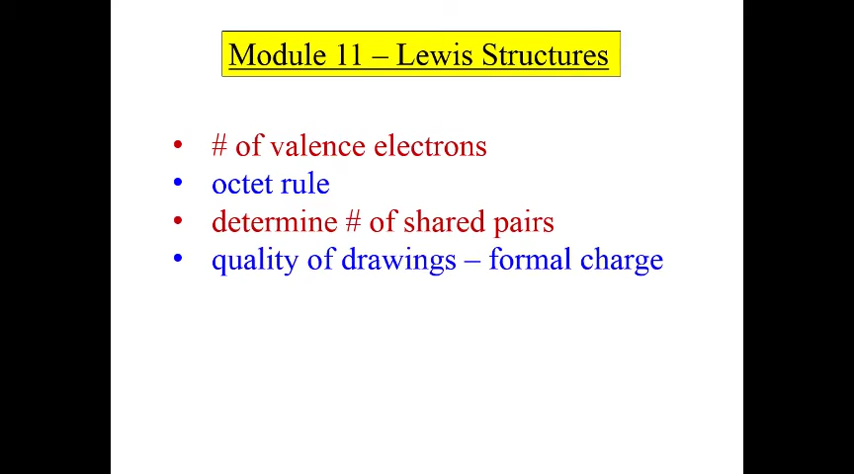 Module 11 – Lewis Structures
• # of valence electrons
• octet rule
• determine # of shared pairs
• quality of drawings – formal charge